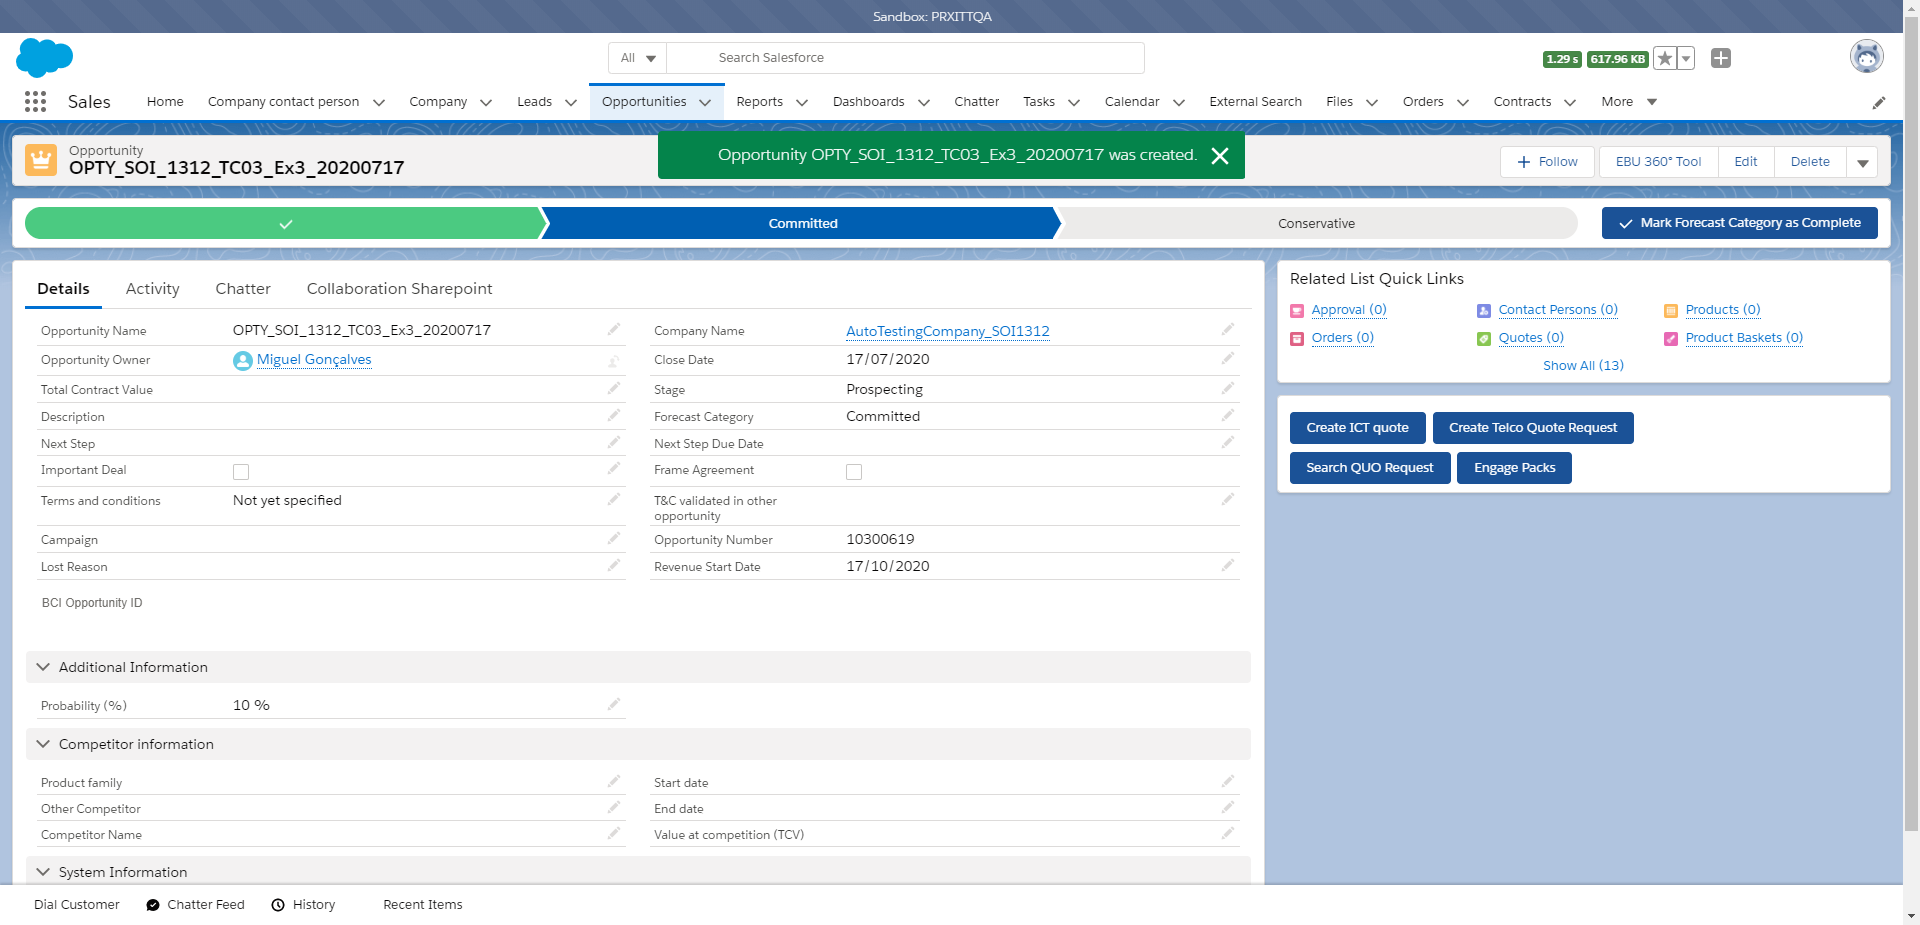 Sandbox: PRXITTQA
All
Search Salesforce
1.29 s 617.96 KB
Sales Home Company contact person Company Leads Opportunities Reports Dashboards Chatter Tasks Calendar External Search Files Orders Contracts More
Opportunity
OPTY_SOI_1312_TC03_Ex3_20200717
Opportunity OPTY_SOI_1312_TC03_Ex3_20200717 was created.
Follow EBU 360° Tool Edit Delete
Committed Conservative Mark Forecast Category as Complete
Details Activity Chatter Collaboration Sharepoint
Opportunity Name OPTY_SOI_1312_TC03_Ex3_20200717 Company Name AutoTestingCompany_SOI1312
Opportunity Owner Miguel Gonçalves Close Date 17/07/2020
Total Contract Value Stage Prospecting
Description Forecast Category Committed
Next Step Next Step Due Date
Important Deal Frame Agreement
Terms and conditions Not yet specified T&C validated in other
opportunity
Campaign Opportunity Number 10300619
Lost Reason Revenue Start Date 17/10/2020
BCI Opportunity ID
Additional Information
Probability (%) 10 %
Competitor information
Product family Start date
Other Competitor End date
Competitor Name Value at competition (TCV)
System Information
Related List Quick Links
Approval (0) Contact Persons (0) Products (0)
Orders (0) Quotes (0) Product Baskets (0)
Show All (13)
Create ICT quote Create Telco Quote Request
Search QUO Request Engage Packs
Dial Customer Chatter Feed History Recent Items